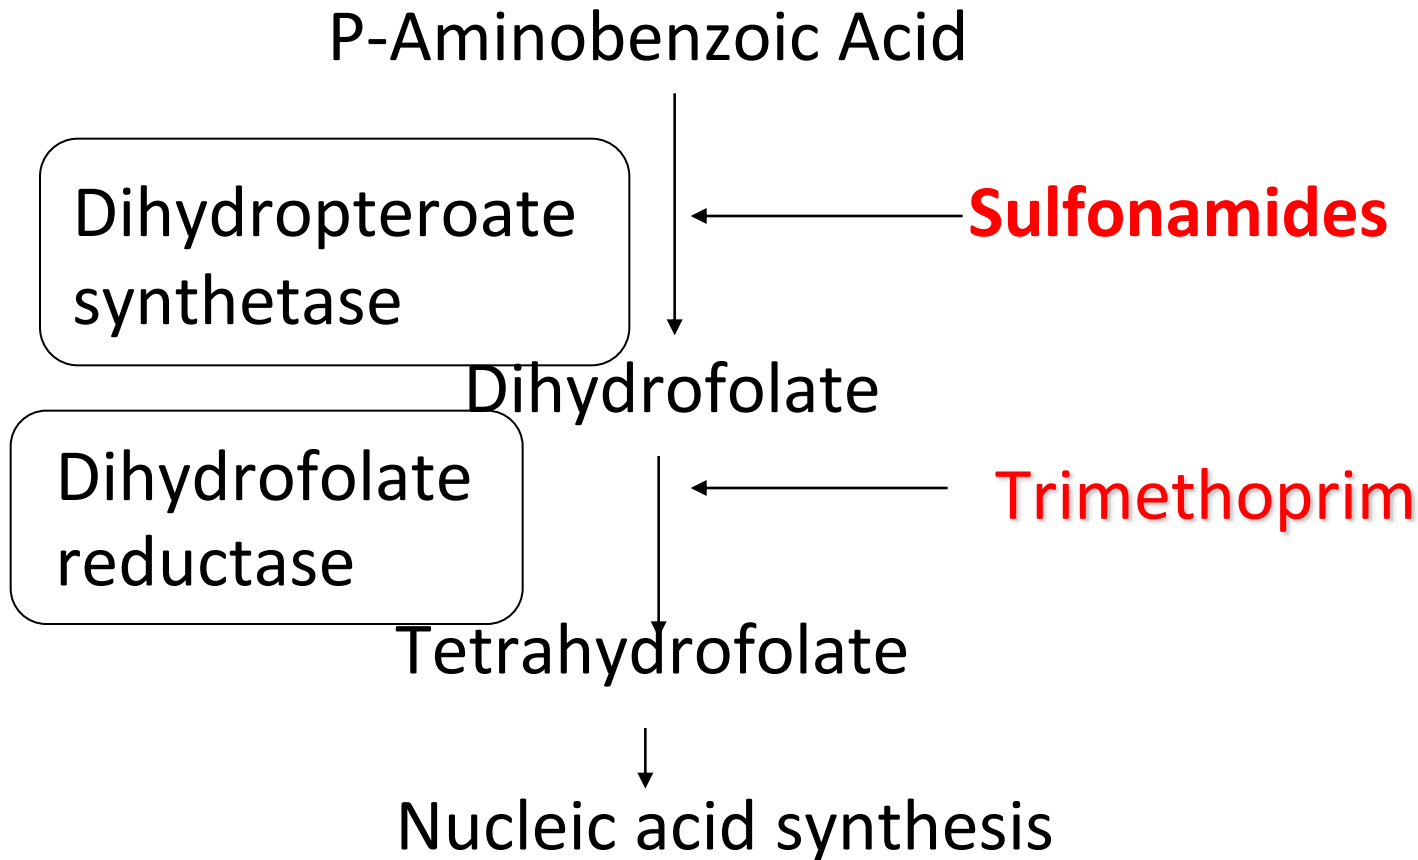 P-Aminobenzoic Acid
Dihydropteroate
synthetase
Sulfonamides
Dihydrofolate
Dihydrofolate
reductase
Trimethoprim
Tetrahydrofolate
Nucleic acid synthesis